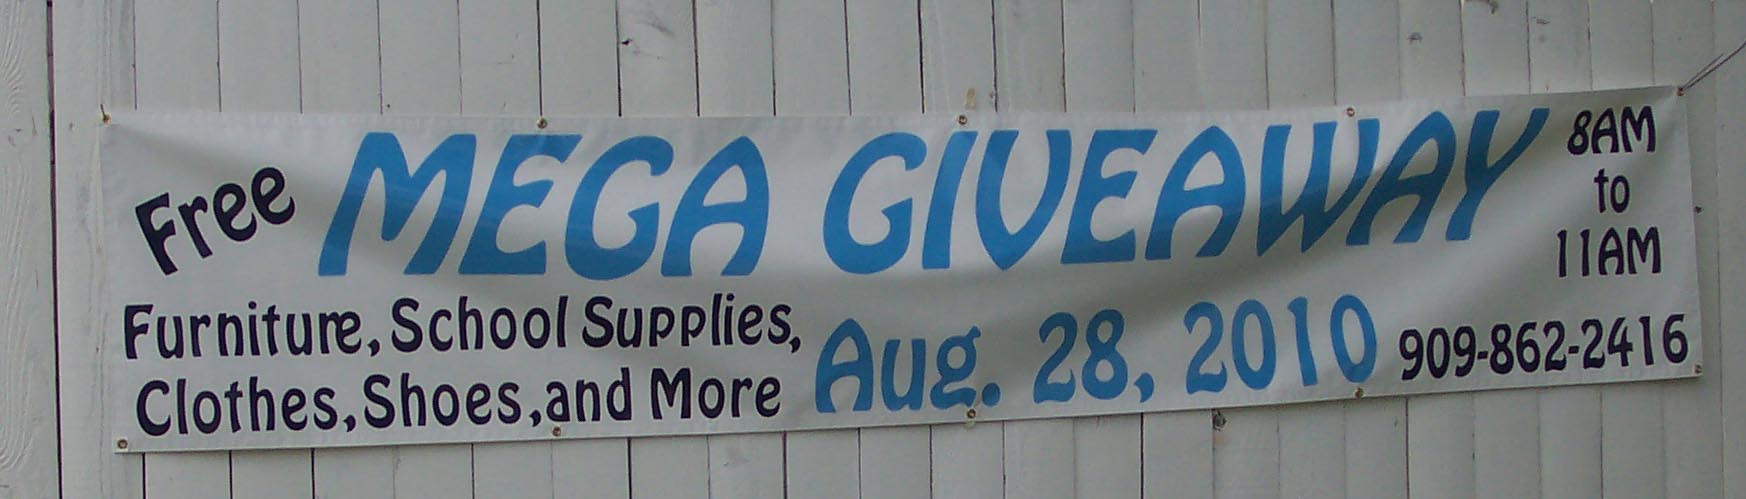 Free MEGA GIVEAWAY
8AM
to
11AM
Furniture, School Supplies,
Clothes, Shoes, and More
Aug. 28, 2010
909-862-2416